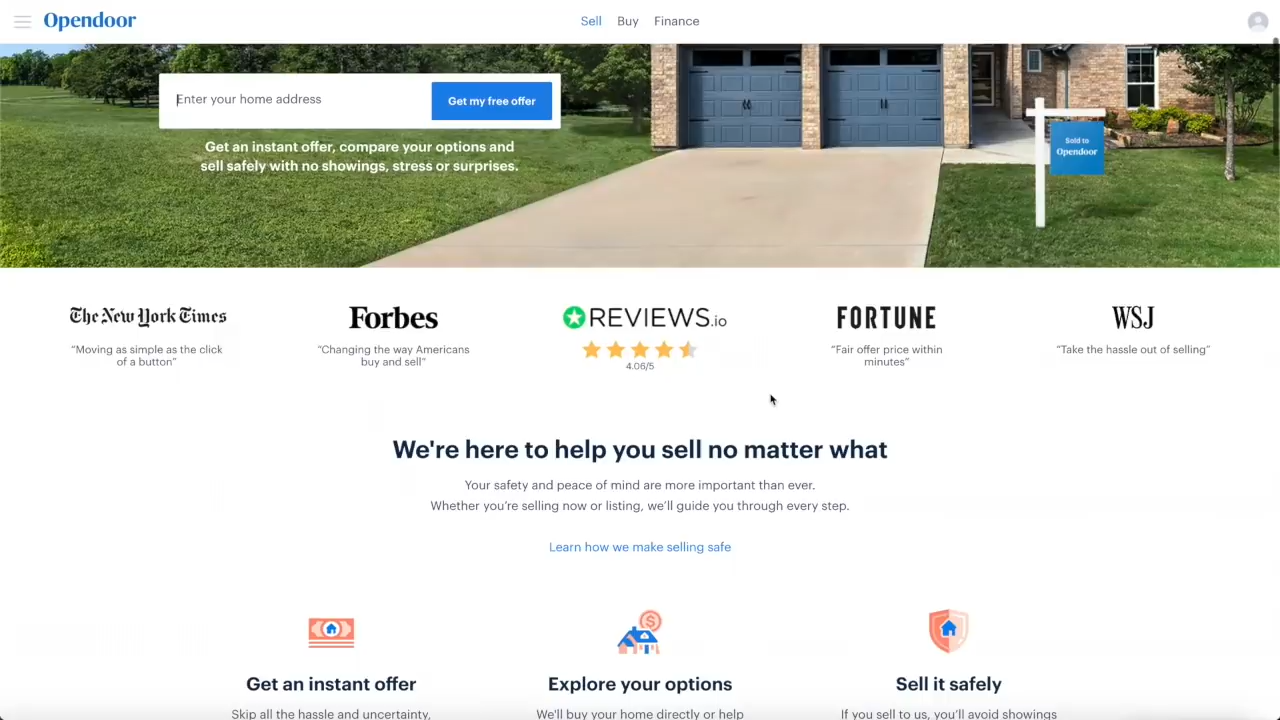 Opendoor
Sell Buy Finance
Enter your home address
Get my free offer
Get an instant offer, compare your options and
sell safely with no showings, stress or surprises.
Sold to
Opendoor
The New York Times
Forbes
REVIEWS.io
FORTUNE
WSJ
“Moving as simple as the click
of a button”
“Changing the way Americans
buy and sell”
4.06/5
“Fair offer price within
minutes”
“Take the hassle out of selling”
We're here to help you sell no matter what
Your safety and peace of mind are more important than ever.
Whether you’re selling now or listing, we’ll guide you through every step.
Learn how we make selling safe
Get an instant offer
Explore your options
Sell it safely
Skip all the hassle and uncertainty,
We'll buy your home directly or help
If you sell to us, you’ll avoid showings